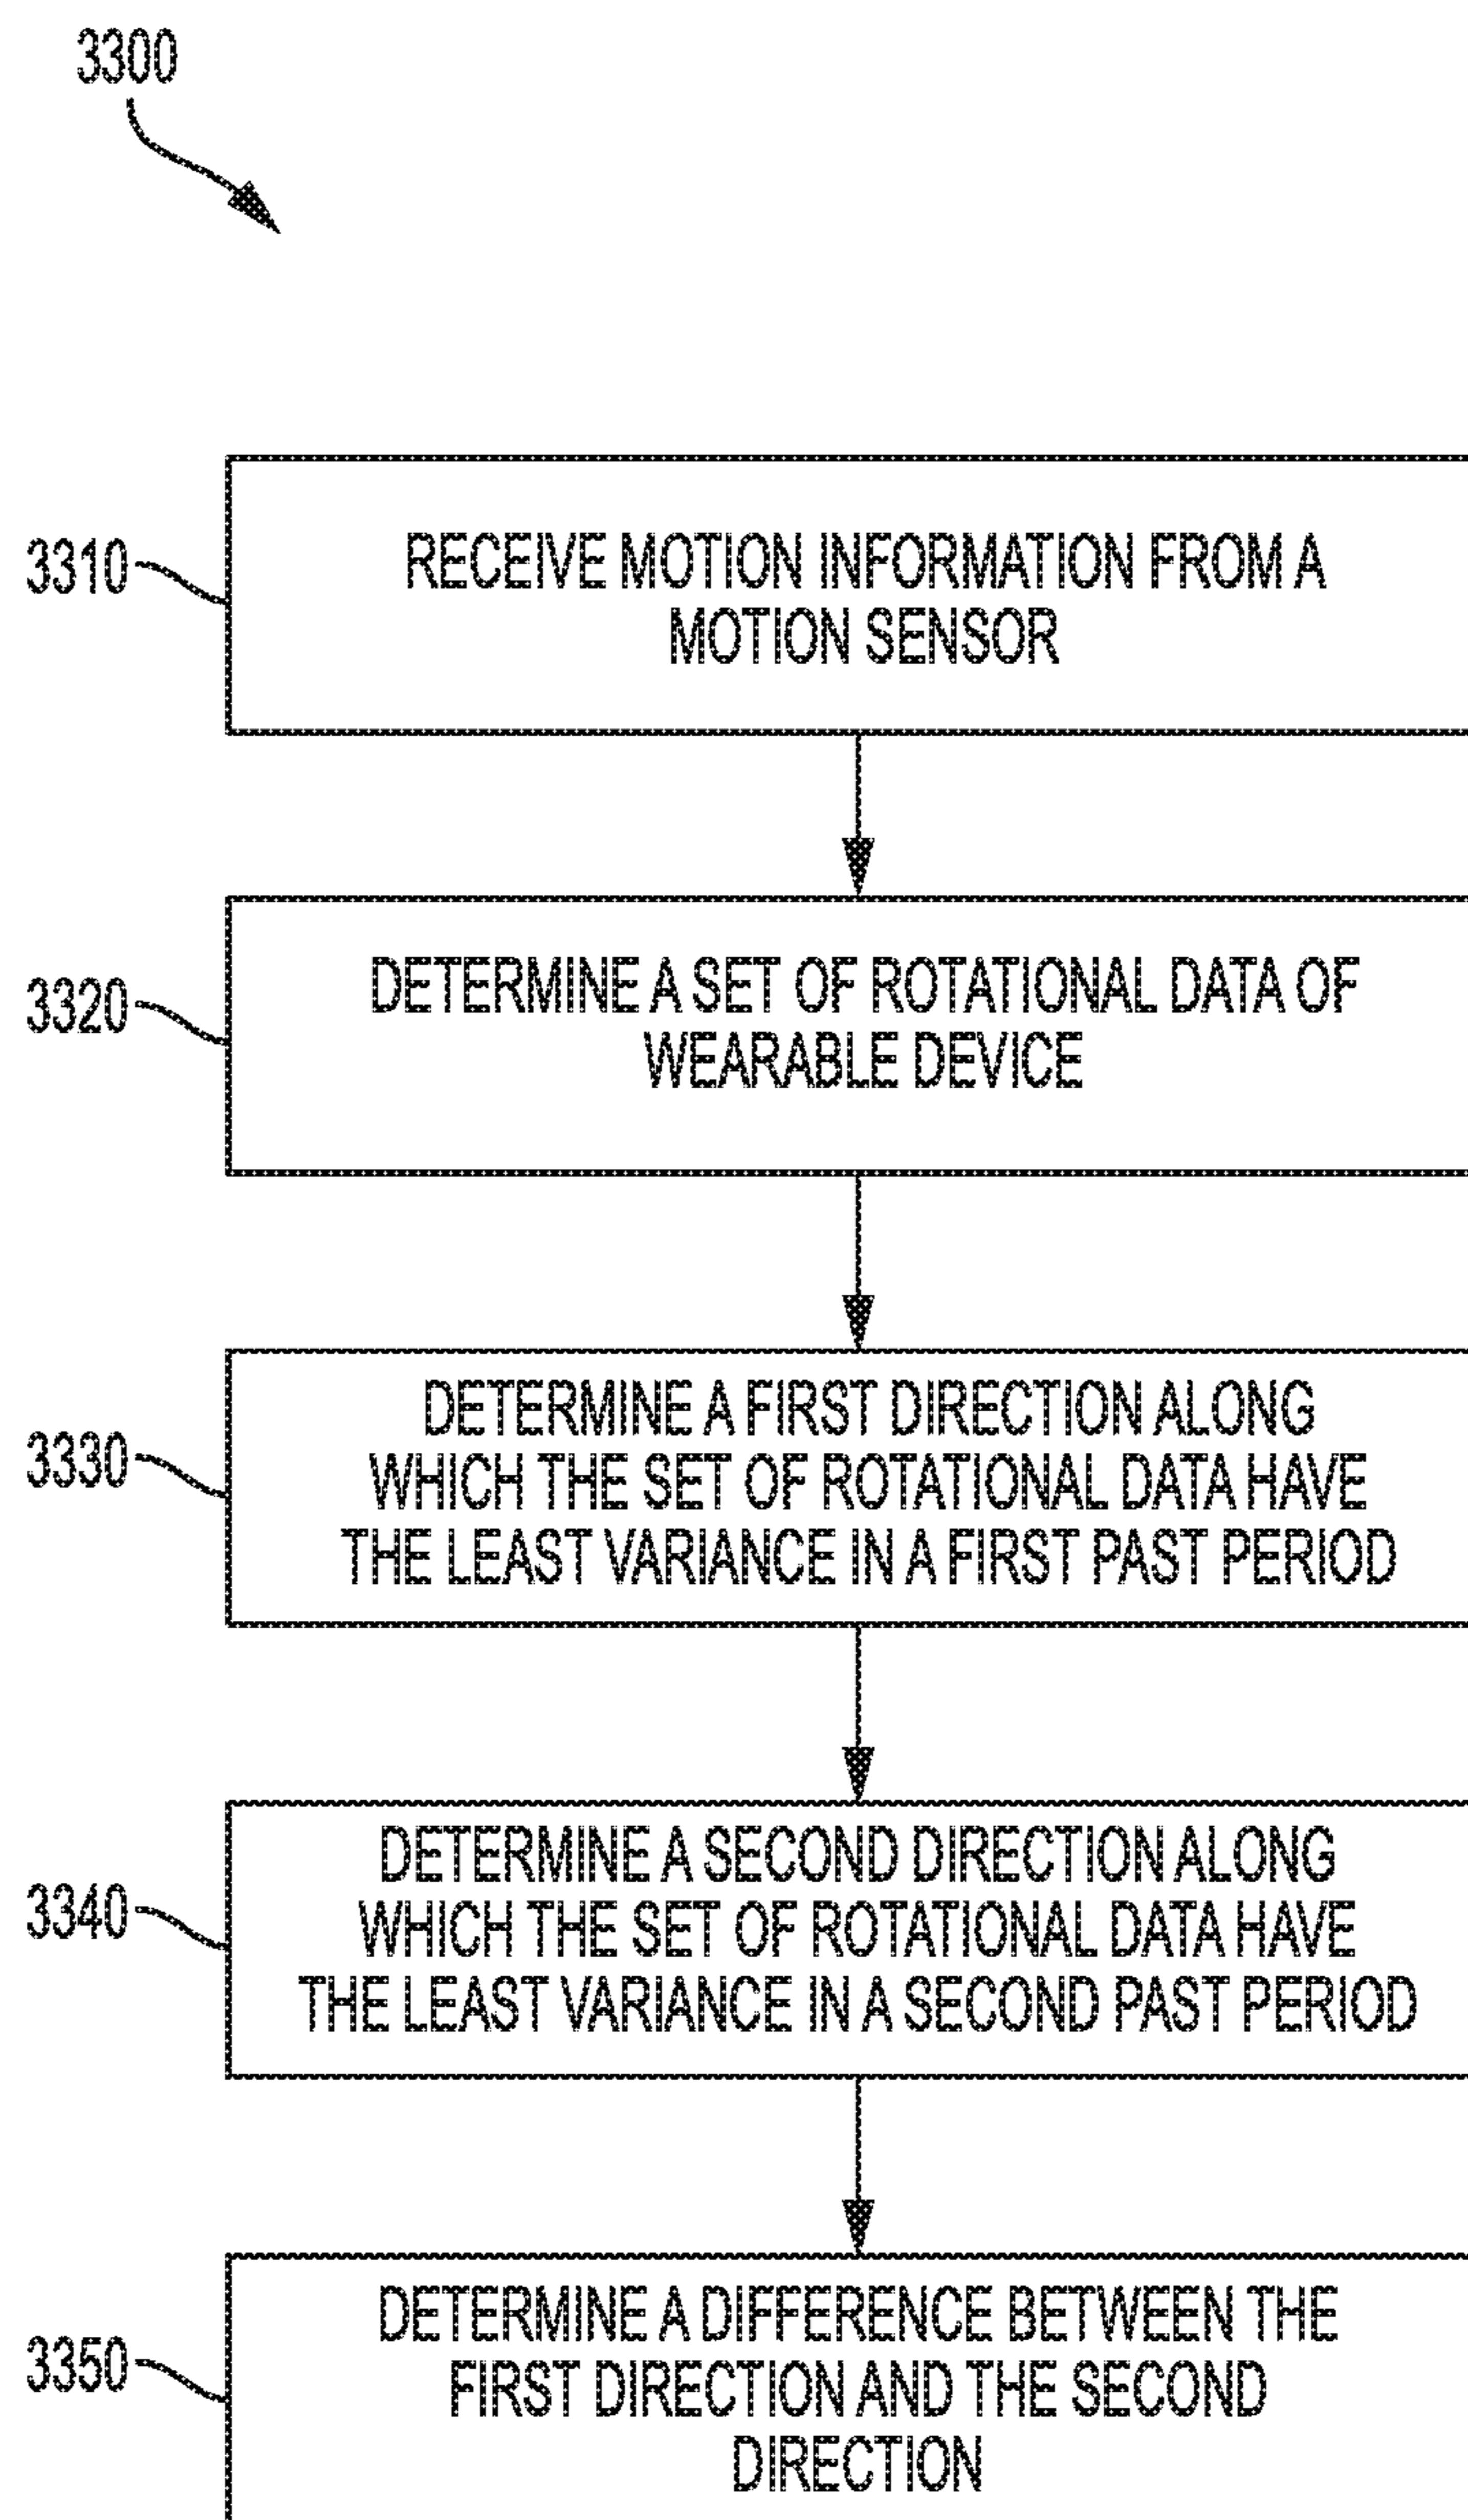 3300
3310
RECEIVE MOTION INFORMATION FROM A
MOTION SENSOR
3320
DETERMINE A SET OF ROTATIONAL DATA OF
WEARABLE DEVICE
3330
DETERMINE A FIRST DIRECTION ALONG
WHICH THE SET OF ROTATIONAL DATA HAVE
THE LEAST VARIANCE IN A FIRST PAST PERIOD
3340
DETERMINE A SECOND DIRECTION ALONG
WHICH THE SET OF ROTATIONAL DATA HAVE
THE LEAST VARIANCE IN A SECOND PAST PERIOD
3350
DETERMINE A DIFFERENCE BETWEEN THE
FIRST DIRECTION AND THE SECOND
DIRECTION